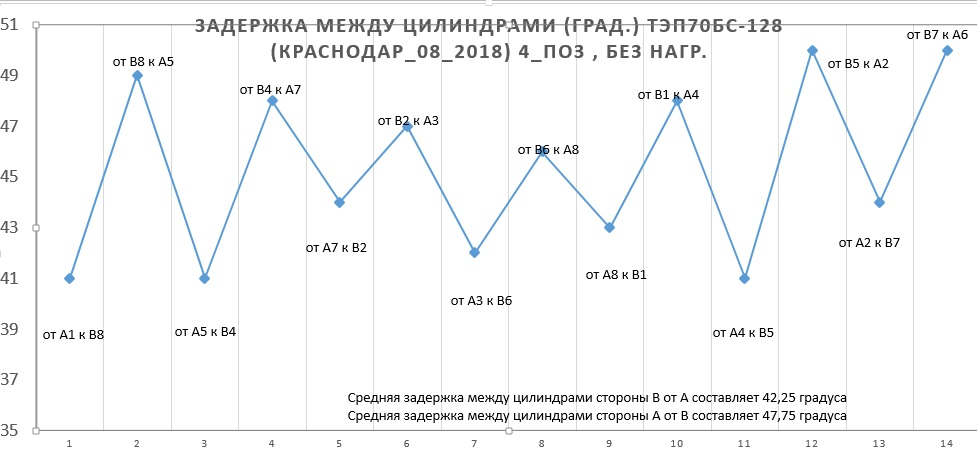 ЗАДЕРЖКА МЕЖДУ ЦИЛИНДРАМИ (ГРАД.) ТЭП70БС-128
(КРАСНОДАР_08_2018) 4_ПОЗ , БЕЗ НАГР.
51
49
47
45
43
41
39
37
35
от В7 к А6
от В8 к А5
от В5 к А2
от В4 к А7
от В1 к А4
от В2 к А3
от В6 к А8
от А7 к В2
от А2 к В7
от А8 к В1
от А3 к В6
от А1 к В8
от А5 к В4
от А4 к В5
Средняя задержка между цилиндрами стороны В от А составляет 42,25 градуса
Средняя задержка между цилиндрами стороны А от В составляет 47,75 градуса
1 2 3 4 5 6 7 8 9 10 11 12 13 14